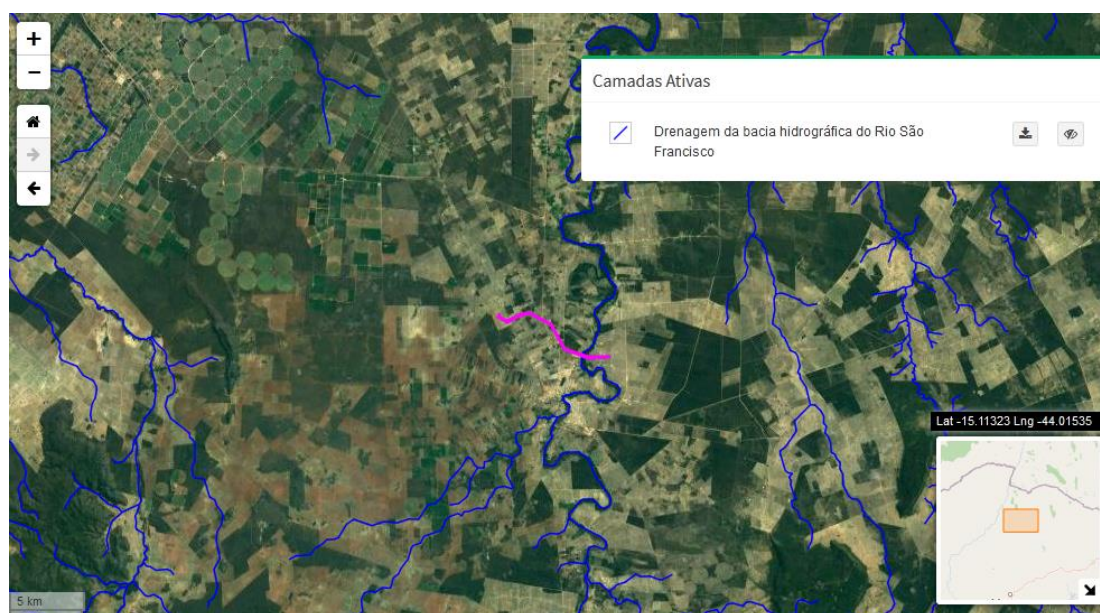 +
−
Camadas Ativas
Drenagem da bacia hidrográfica do Rio São
Francisco
Lat -15.11323 Lng -44.01535
5 km